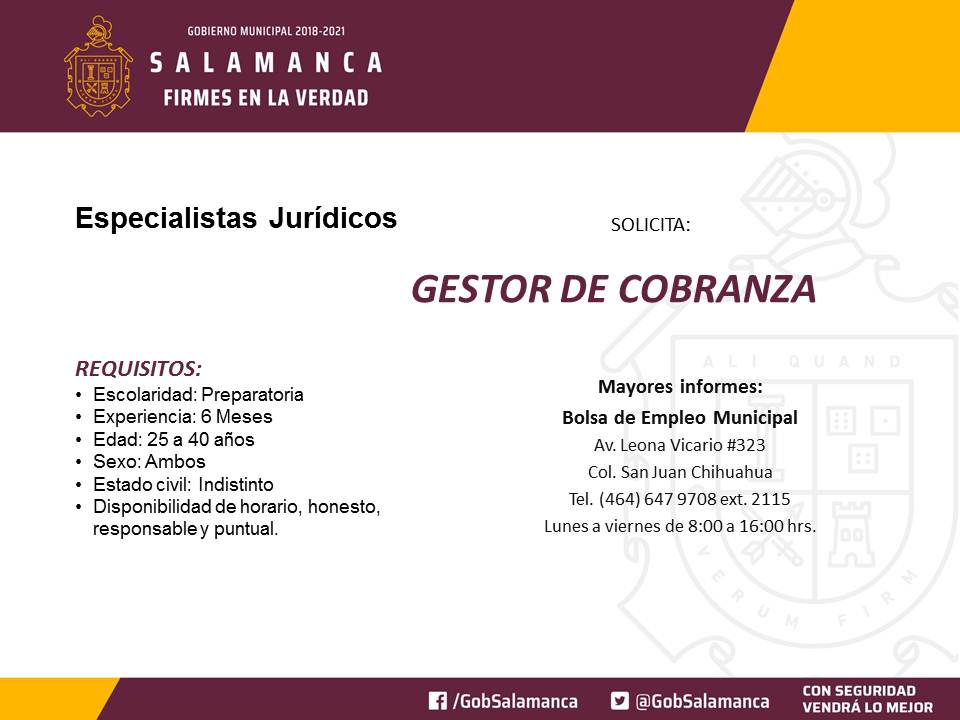 GOBIERNO MUNICIPAL 2018-2021
SALAMANCA
FIRMES EN LA VERDAD
Especialistas Jurídicos
SOLICITA:
GESTOR DE COBRANZA
REQUISITOS:
• Escolaridad: Preparatoria
• Experiencia: 6 Meses
• Edad: 25 a 40 años
• Sexo: Ambos
• Estado civil: Indistinto
• Disponibilidad de horario, honesto,
responsable y puntual.
Mayores informes:
Bolsa de Empleo Municipal
Av. Leona Vicario #323
Col. San Juan Chihuahua
Tel. (464) 647 9708 ext. 2115
Lunes a viernes de 8:00 a 16:00 hrs.
ALI QUAND
VERUM FIRM
/GobSalamanca
@GobSalamanca
CON SEGURIDAD
VENDRÁ LO MEJOR